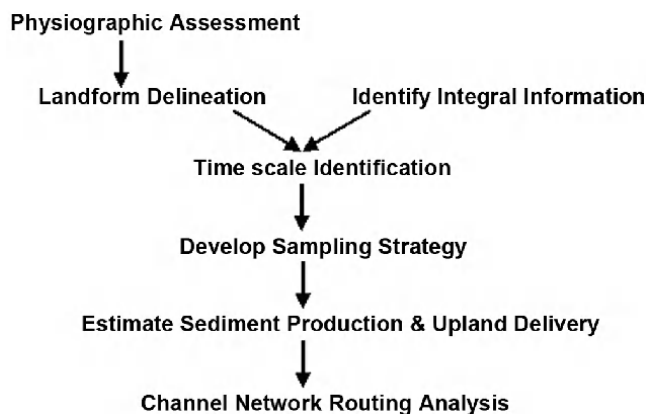 Physiographic Assessment
Landform Delineation
Identify Integral Information
Time scale Identification
Develop Sampling Strategy
Estimate Sediment Production & Upland Delivery
Channel Network Routing Analysis